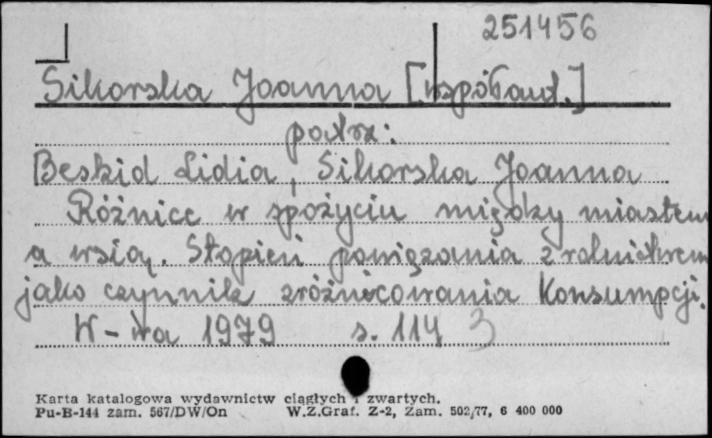 251456
Sikorska Joanna [współaut.]
patrz:
Beskid Lidia, Sikorska Joanna
Różnice w spożyciu między miastem
a wsią. Stopień powiązania z rolnictwem
jako czynnik zróżnicowania konsumpcji.
W-wa 1979 s. 114 3
Karta katalogowa wydawnictw ciągłych i zwartych.
Pu-B-144 zam. 567/DW/On W.Z.Graf. Z-2, Zam. 502/77, 6 400 000